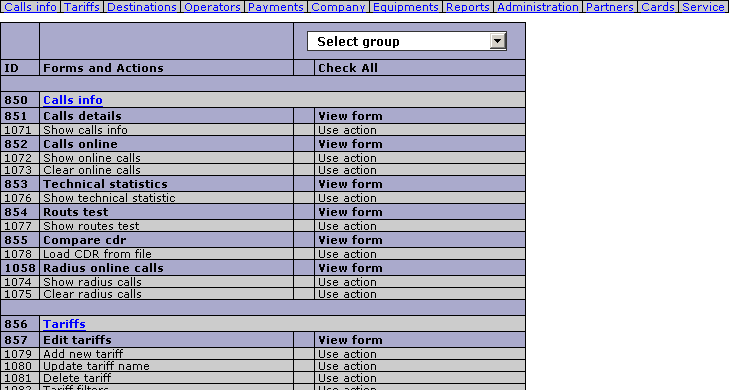 Calls info Tariffs Destinations Operators Payments Company Equipments Reports Administration Partners Cards Service
Select group
ID Forms and Actions Check All
850 Calls info
851 Calls details View form
1071 Show calls info Use action
852 Calls online View form
1072 Show online calls Use action
1073 Clear online calls Use action
853 Technical statistics View form
1076 Show technical statistic Use action
854 Routs test View form
1077 Show routes test Use action
855 Compare cdr View form
1078 Load CDR from file Use action
1058 Radius online calls View form
1074 Show radius calls Use action
1075 Clear radius calls Use action
856 Tariffs
857 Edit tariffs View form
1079 Add new tariff Use action
1080 Update tariff name Use action
1081 Delete tariff Use action
1082 Tariff filters Use action